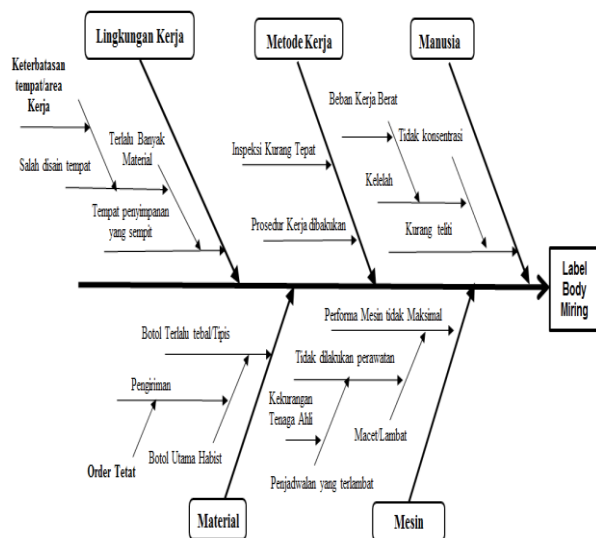 Lingkungan Kerja
Metode Kerja
Manusia
Keterbatasan
tempat/area
Kerja
Terlalu Banyak
Material
Salah disain tempat
Tempat penyimpanan
yang sempit
Inspeksi Kurang Tepat
Prosedur Kerja dibakukan
Beban Kerja Berat
Tidak konsentrasi
Kelelah
Kurang teliti
Label
Body
Miring
Botol Terlalu tebal/Tipis
Pengiriman
Order Tetat
Botol Utama Habist
Performa Mesin tidak Maksimal
Tidak dilakukan perawatan
Kekurangan
Tenaga Ahli
Macet/Lambat
Penjadwalan yang terlambat
Material
Mesin